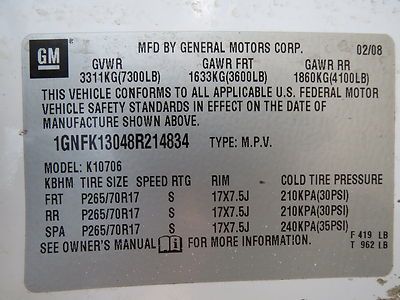 GM
MFD BY GENERAL MOTORS CORP. 02/08
GVWR GAWR FRT GAWR RR
3311KG(7300LB) 1633KG(3600LB) 1860KG(4100LB)
THIS VEHICLE CONFORMS TO ALL APPLICABLE U.S. FEDERAL MOTOR
VEHICLE SAFETY STANDARDS IN EFFECT ON THE DATE OF
MANUFACTURE SHOWN ABOVE.
1GNFK13048R214834 TYPE: M.P.V.
MODEL: K10706
KBHM TIRE SIZE SPEED RTG RIM COLD TIRE PRESSURE
FRT P265/70R17 S 17X7.5J 210KPA(30PSI)
RR P265/70R17 S 17X7.5J 210KPA(30PSI)
SPA P265/70R17 S 17X7.5J 240KPA(35PSI)
SEE OWNER'S MANUAL FOR MORE INFORMATION. F 419 LB
T 962 LB